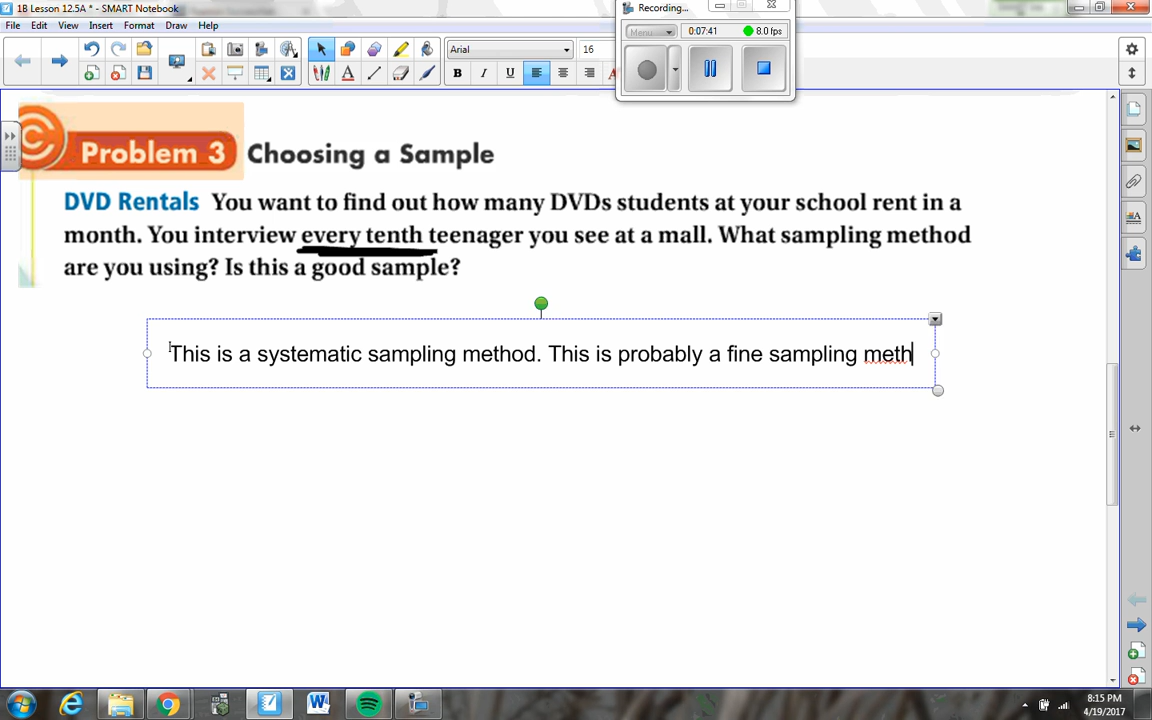 1B Lesson 12.5A * - SMART Notebook
Recording...
File Edit View Insert Format Draw Help
Menu 0:07:41 8.0 fps
Arial 16
B I U A
Problem 3 Choosing a Sample
DVD Rentals You want to find out how many DVDs students at your school rent in a
month. You interview every tenth teenager you see at a mall. What sampling method
are you using? Is this a good sample?
This is a systematic sampling method. This is probably a fine sampling meth
8:15 PM
4/19/2017